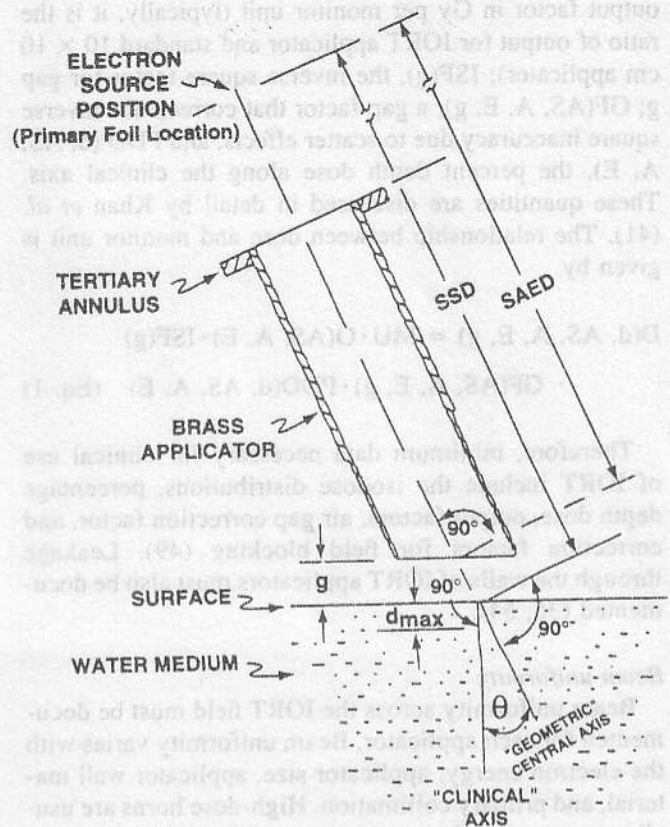 output factor in Gy per monitor unit (typically, it is the
ratio of output for IORT applicator and standard 10 × 10
cm applicator); ISF(g), the inverse square factor for gap
g; GF(AS, A, E, g), a gap factor that corrects for inverse
square inaccuracy due to scatter effects; and
A, E), the percent depth dose along the clinical axis.
These quantities are discussed in detail by Khan et al.
(41). The relationship between dose and monitor unit is
given by
ELECTRON
SOURCE
POSITION
(Primary Foil Location)
TERTIARY
ANNULUS
SSD
SAED
D(d, AS, A, E, g) = MU·O(AS, A, E)·ISF(g)
· GF(AS, A, E, g)·PDD(d, AS, A, E) (Eq. 1)
BRASS
APPLICATOR
Therefore, minimum data necessary for clinical use
of IORT include the isodose distributions, percentage
depth dose, output factors, air gap correction factor, and
correction factors for field blocking (49). Leakage
through the walls of IORT applicators must also be docu-
mented
90°
g
90°
SURFACE
dmax
90°
WATER MEDIUM
θ
GEOMETRIC
CENTRAL AXIS
"CLINICAL"
AXIS
Beam uniformity
Beam uniformity across the IORT field must be docu-
mented for each applicator. Beam uniformity varies with
the electron energy, applicator size, applicator wall ma-
terial, and primary collimation. High-dose horns are usu-